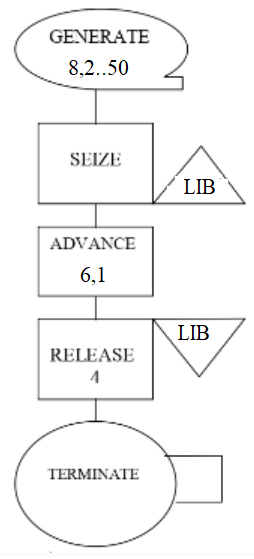 GENERATE
8,2..50
SEIZE
LIB
ADVANCE
6,1
LIB
RELEASE
4
TERMINATE